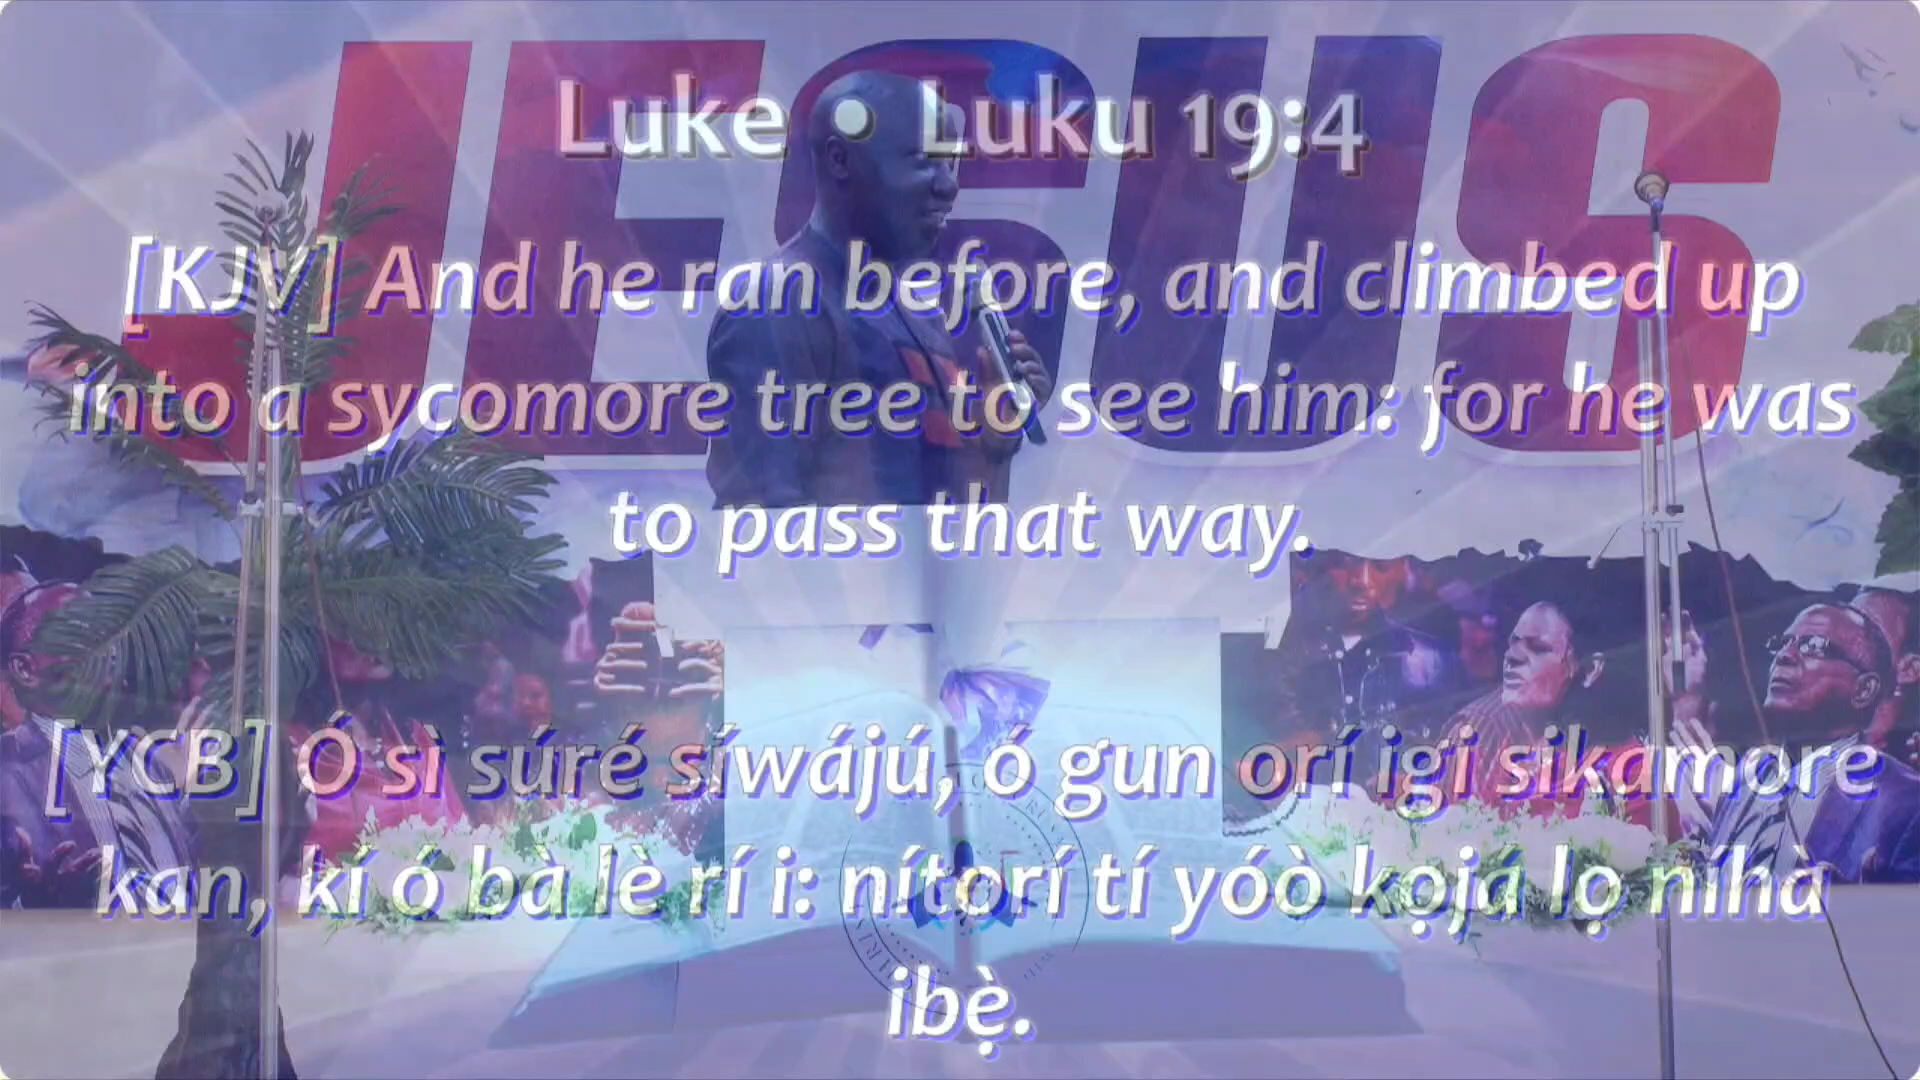 JESUS
Luke • Luku 19:4
[KJV] And he ran before, and climbed up
into a sycomore tree to see him: for he was
to pass that way.
[YCB] Ó sì súré síwájú, ó gun orí igi sikamore
kan, kí ó bà lè rí i: nítorí tí yóò kọjá lọ níhà
ibẹ̀.